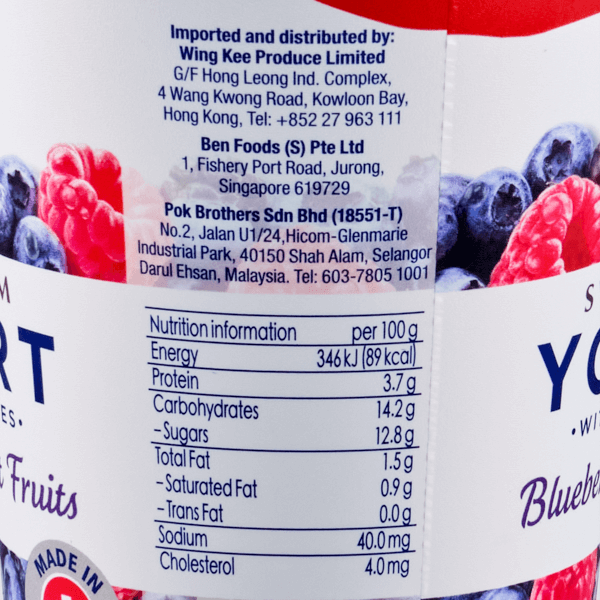 Imported and distributed by:
Wing Kee Produce Limited
G/F Hong Leong Ind. Complex,
4 Wang Kwong Road, Kowloon Bay,
Hong Kong, Tel: +852 27 963 111
Ben Foods (S) Pte Ltd
1, Fishery Port Road, Jurong,
Singapore 619729
Pok Brothers Sdn Bhd (18551-T)
No.2, Jalan U1/24,Hicom-Glenmarie
Industrial Park, 40150 Shah Alam, Selangor
Darul Ehsan, Malaysia. Tel: 603-7805 1001
Nutrition information per 100 g
Energy 346 kJ (89 kcal)
Protein 3.7 g
Carbohydrates 14.2 g
-Sugars 12.8 g
Total Fat 1.5 g
-Saturated Fat 0.9 g
-Trans Fat 0.0 g
Sodium 40.0 mg
Cholesterol 4.0 mg
Fruits
MADE IN